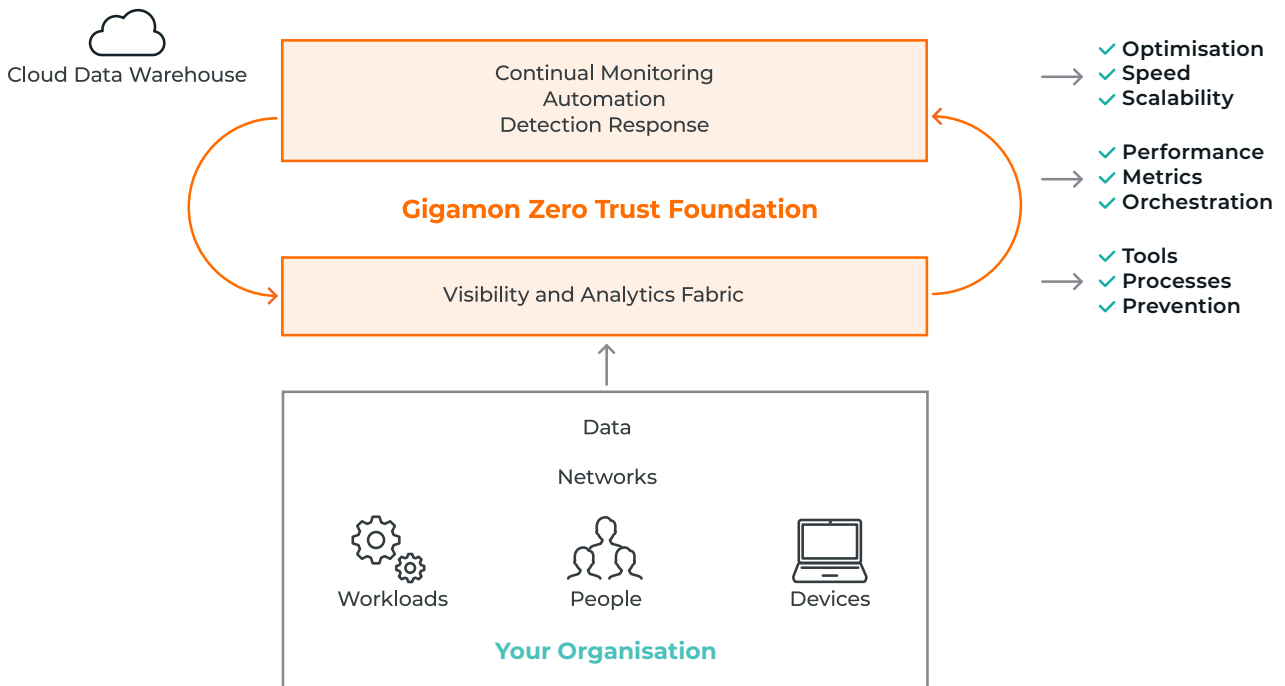 Cloud Data Warehouse
Continual Monitoring
Automation
Detection Response
Gigamon Zero Trust Foundation
Visibility and Analytics Fabric
Optimisation
Speed
Scalability
Performance
Metrics
Orchestration
Tools
Processes
Prevention
Data
Networks
Workloads
People
Devices
Your Organisation